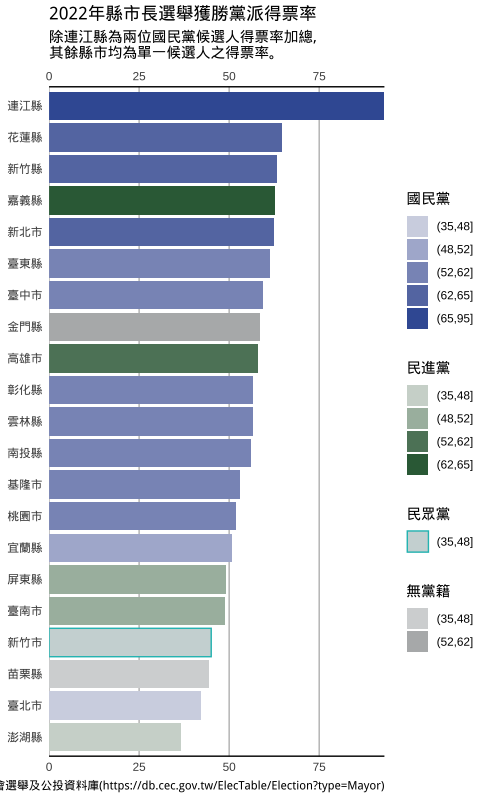 2022年縣市長選舉獲勝黨派得票率
除連江縣為兩位國民黨候選人得票率加總,
其餘縣市均為單一候選人之得票率。
0 25 50 75
連江縣
花蓮縣
新竹縣
嘉義縣
新北市
臺東縣
臺中市
金門縣
高雄市
彰化縣
雲林縣
南投縣
基隆市
桃園市
宜蘭縣
屏東縣
臺南市
新竹市
苗栗縣
臺北市
澎湖縣
0 25 50 75
國民黨
(35,48]
(48,52]
(52,62]
(62,65]
(65,95]
民進黨
(35,48]
(48,52]
(52,62]
(62,65]
民眾黨
(35,48]
無黨籍
(35,48]
(52,62]
會選舉及公投資料庫(https://db.cec.gov.tw/ElecTable/Election?type=Mayor)